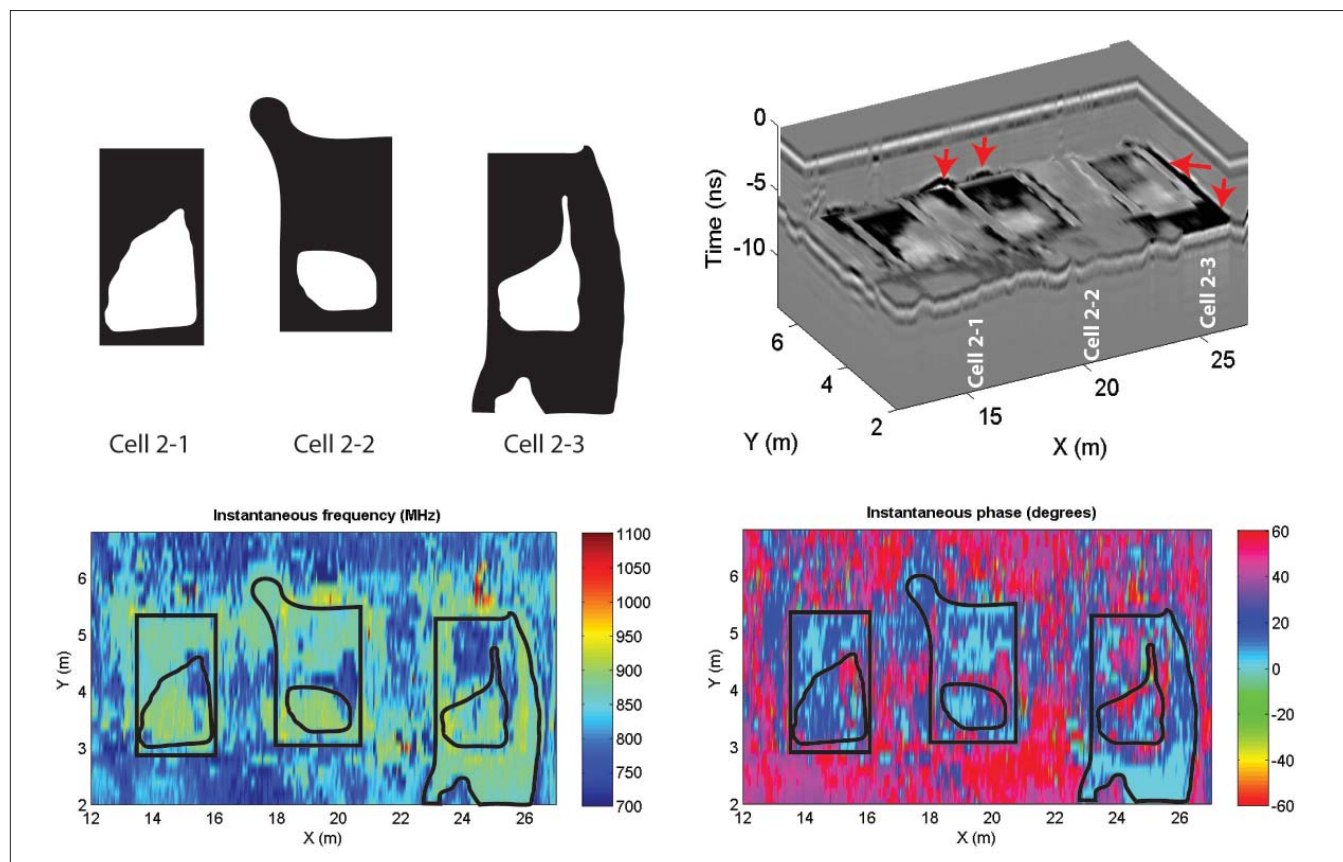 Cell 2-1
Cell 2-2
Cell 2-3
0
-5
-10
Time (ns)
6
4
2
Y (m)
15
20
25
X (m)
Cell 2-1
Cell 2-2
Cell 2-3
Instantaneous frequency (MHz)
6
5
4
3
2
Y (m)
12 14 16 18 20 22 24 26
X (m)
1100
1050
1000
950
900
850
800
750
700
Instantaneous phase (degrees)
6
5
4
3
2
Y (m)
12 14 16 18 20 22 24 26
X (m)
60
40
20
0
-20
-40
-60